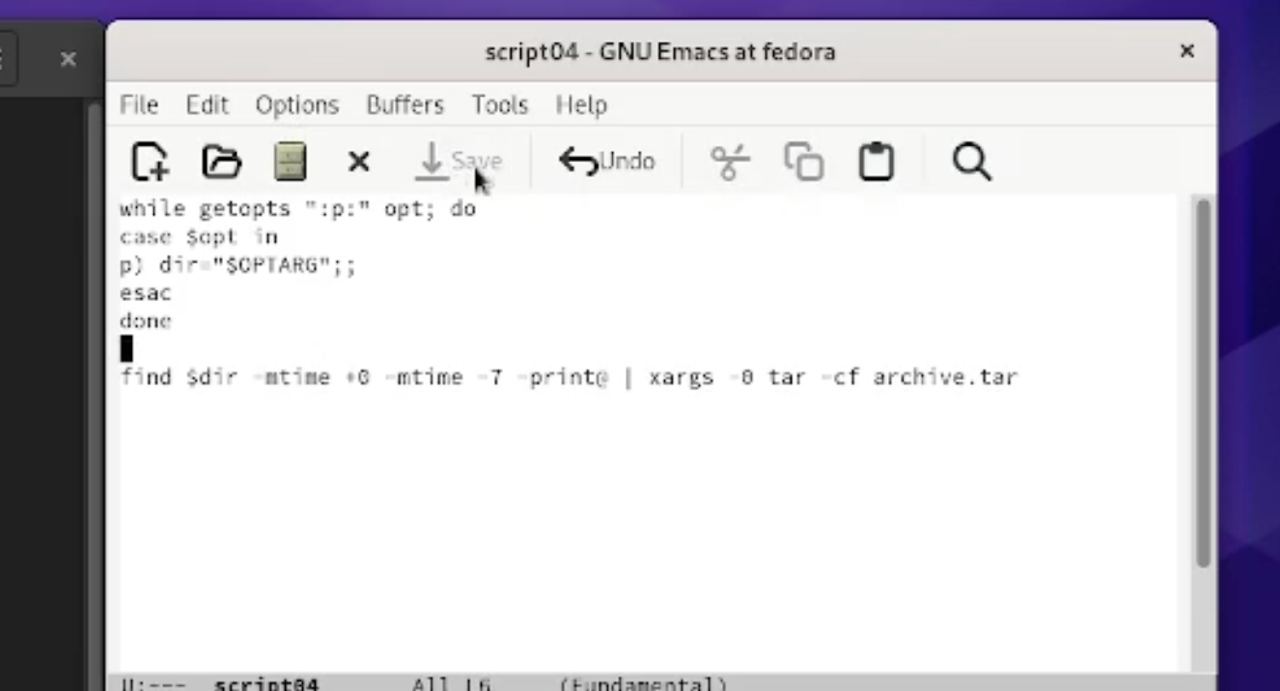 script04 - GNU Emacs at fedora
File Edit Options Buffers Tools Help
Save Undo
while getopts ":p:" opt; do
case $opt in
p) dir="$OPTARG";;
esac
done
find $dir -mtime +0 -mtime -7 -print0 | xargs -0 tar -cf archive.tar
U:--- script04 All L6 (Fundamental)